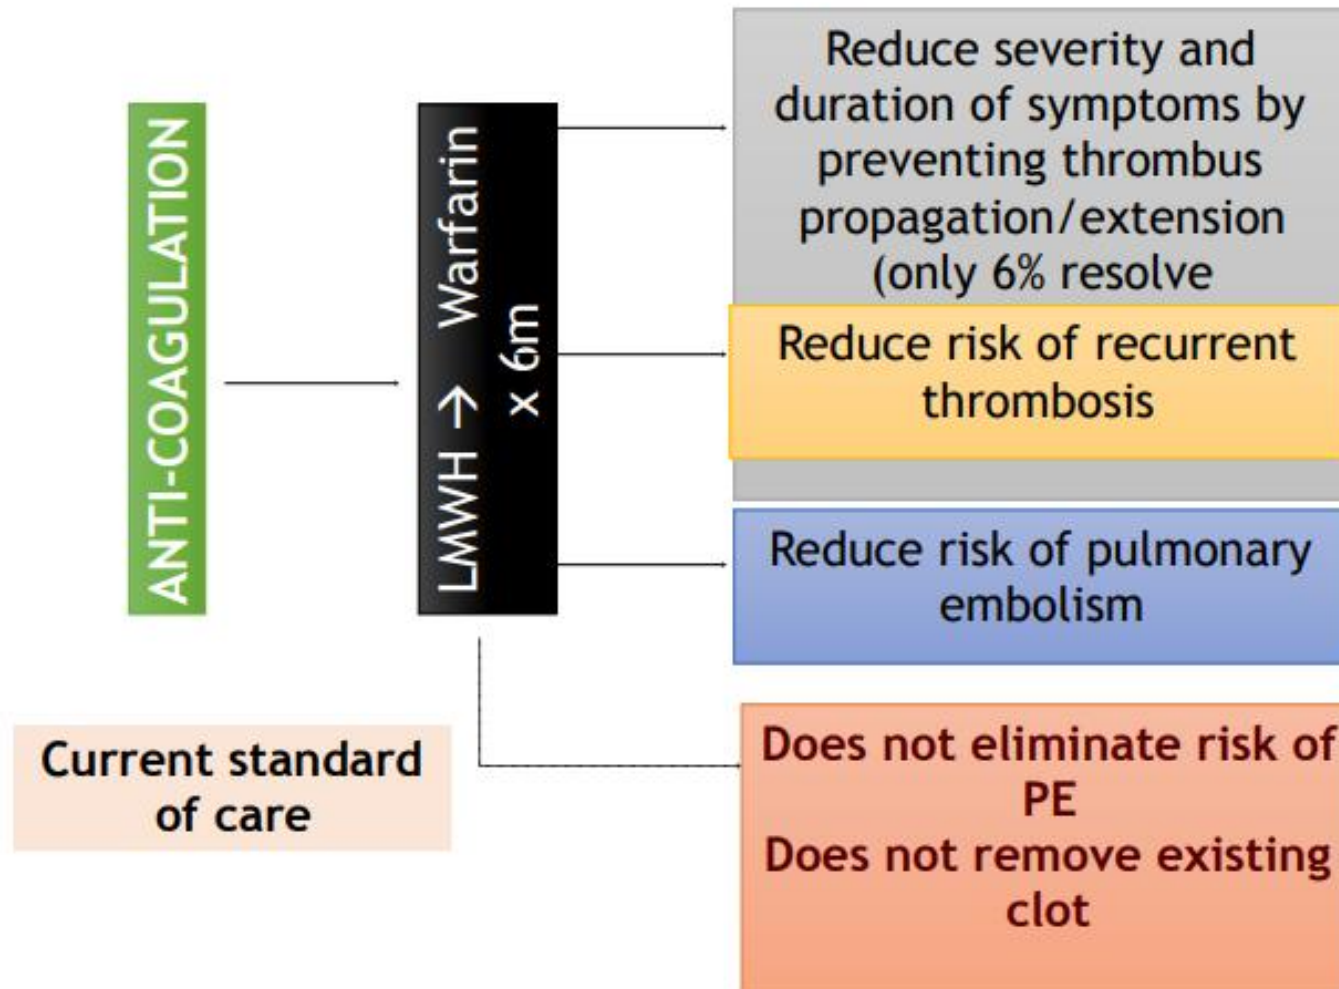 ANTI-COAGULATION
LMWH → Warfarin
x 6m
Reduce severity and
duration of symptoms by
preventing thrombus
propagation/extension
(only 6% resolve
Reduce risk of recurrent
thrombosis
Reduce risk of pulmonary
embolism
Does not eliminate risk of
PE
Does not remove existing
clot
Current standard
of care